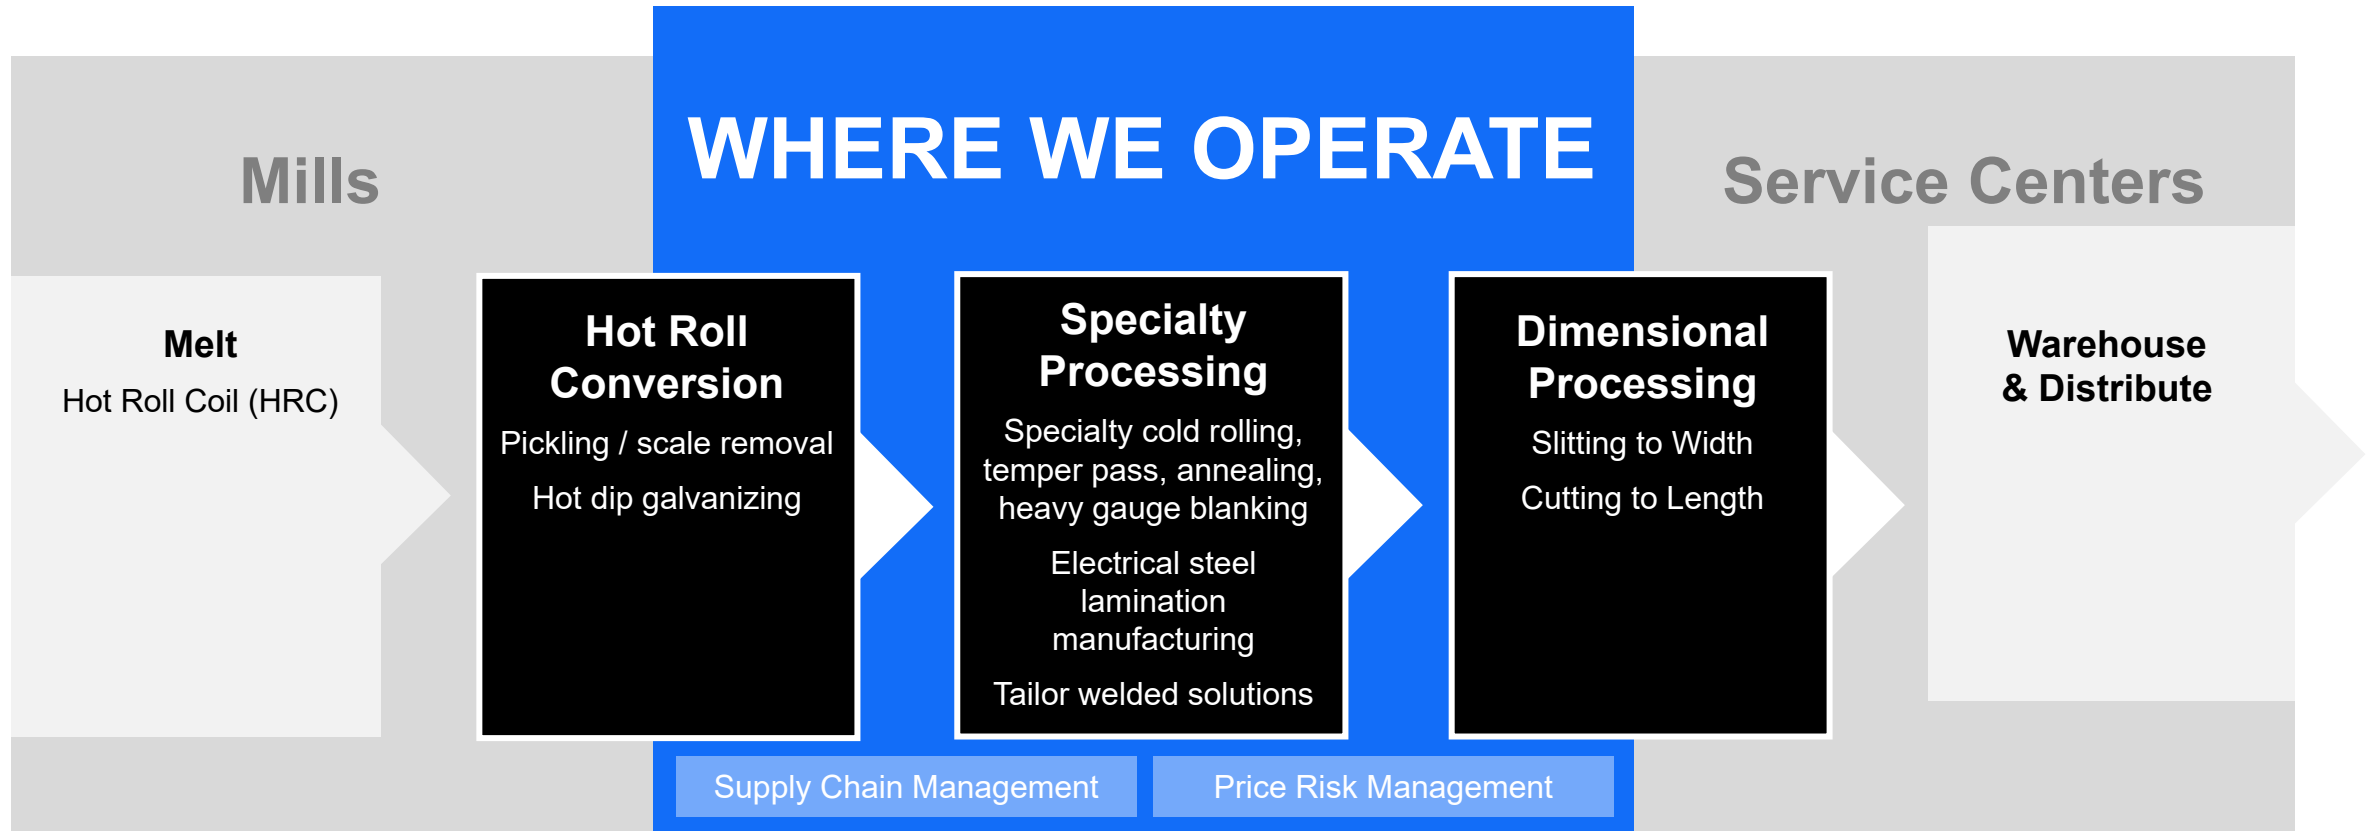 Mills
WHERE WE OPERATE
Service Centers
Melt
Hot Roll Coil (HRC)
Hot Roll
Conversion
Pickling / scale removal
Hot dip galvanizing
Specialty
Processing
Specialty cold rolling,
temper pass, annealing,
heavy gauge blanking
Electrical steel
lamination
manufacturing
Tailor welded solutions
Dimensional
Processing
Slitting to Width
Cutting to Length
Warehouse
& Distribute
Supply Chain Management
Price Risk Management